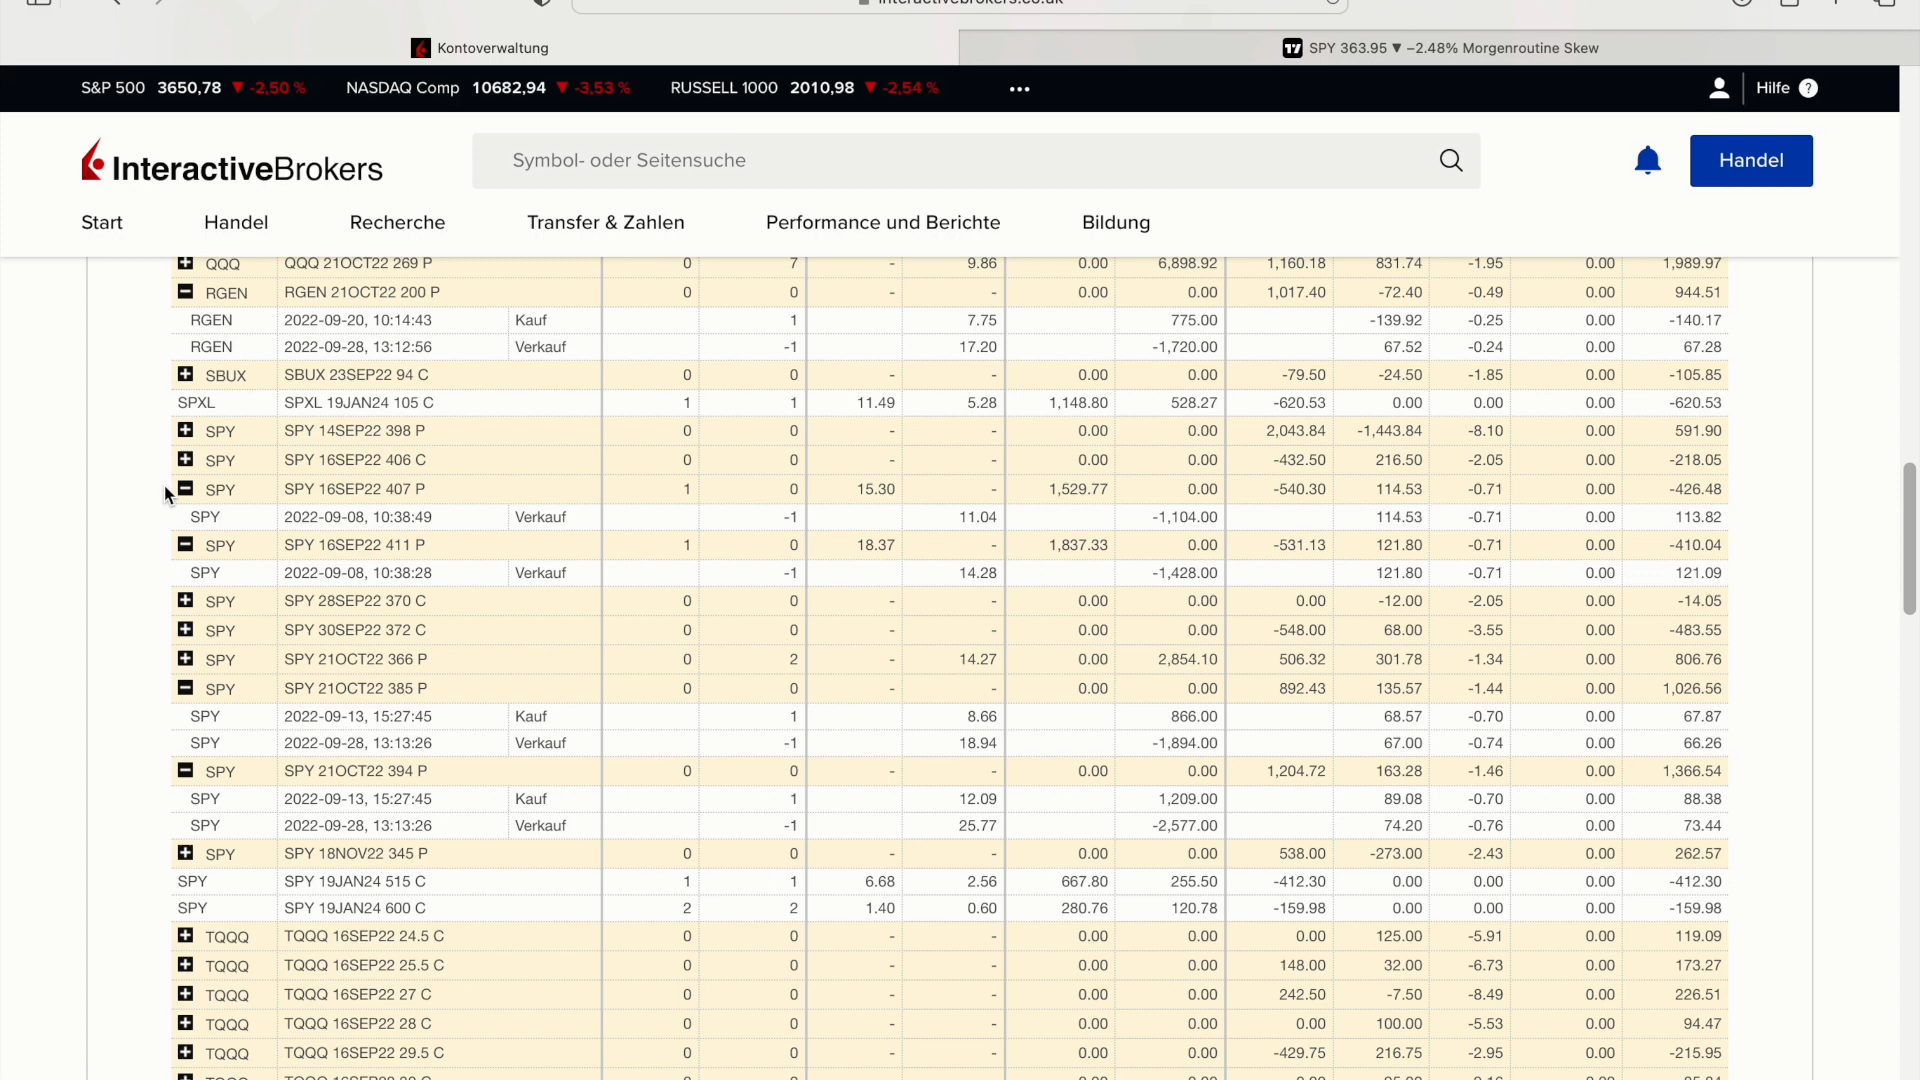 Kontoverwaltung
SPY 363.95 ▼ −2.48% Morgenroutine Skew
S&P 500 3650,78 ▼ -2,50 % NASDAQ Comp 10682,94 ▼ -3,53 % RUSSELL 1000 2010,98 ▼ -2,54 % ••• Hilfe ?
InteractiveBrokers Symbol- oder Seitensuche Handel
Start Handel Recherche Transfer & Zahlen Performance und Berichte Bildung
QQQ QQQ 21OCT22 269 P 0 7 - 9.86 0.00 6,898.92 1,160.18 831.74 -1.95 0.00 1,989.97
RGEN RGEN 21OCT22 200 P 0 0 - - 0.00 0.00 1,017.40 -72.40 -0.49 0.00 944.51
RGEN 2022-09-20, 10:14:43 Kauf 1 7.75 775.00 -139.92 -0.25 0.00 -140.17
RGEN 2022-09-28, 13:12:56 Verkauf -1 17.20 -1,720.00 67.52 -0.24 0.00 67.28
SBUX SBUX 23SEP22 94 C 0 0 - - 0.00 0.00 -79.50 -24.50 -1.85 0.00 -105.85
SPXL SPXL 19JAN24 105 C 1 1 11.49 5.28 1,148.80 528.27 -620.53 0.00 0.00 0.00 -620.53
SPY SPY 14SEP22 398 P 0 0 - - 0.00 0.00 2,043.84 -1,443.84 -8.10 0.00 591.90
SPY SPY 16SEP22 406 C 0 0 - - 0.00 0.00 -432.50 216.50 -2.05 0.00 -218.05
SPY SPY 16SEP22 407 P 1 0 15.30 - 1,529.77 0.00 -540.30 114.53 -0.71 0.00 -426.48
SPY 2022-09-08, 10:38:49 Verkauf -1 11.04 -1,104.00 114.53 -0.71 0.00 113.82
SPY SPY 16SEP22 411 P 1 0 18.37 - 1,837.33 0.00 -531.13 121.80 -0.71 0.00 -410.04
SPY 2022-09-08, 10:38:28 Verkauf -1 14.28 -1,428.00 121.80 -0.71 0.00 121.09
SPY SPY 28SEP22 370 C 0 0 - - 0.00 0.00 0.00 -12.00 -2.05 0.00 -14.05
SPY SPY 30SEP22 372 C 0 0 - - 0.00 0.00 -548.00 68.00 -3.55 0.00 -483.55
SPY SPY 21OCT22 366 P 0 2 - 14.27 0.00 2,854.10 506.32 301.78 -1.34 0.00 806.76
SPY SPY 21OCT22 385 P 0 0 - - 0.00 0.00 892.43 135.57 -1.44 0.00 1,026.56
SPY 2022-09-13, 15:27:45 Kauf 1 8.66 866.00 68.57 -0.70 0.00 67.87
SPY 2022-09-28, 13:13:26 Verkauf -1 18.94 -1,894.00 67.00 -0.74 0.00 66.26
SPY SPY 21OCT22 394 P 0 0 - - 0.00 0.00 1,204.72 163.28 -1.46 0.00 1,366.54
SPY 2022-09-13, 15:27:45 Kauf 1 12.09 1,209.00 89.08 -0.70 0.00 88.38
SPY 2022-09-28, 13:13:26 Verkauf -1 25.77 -2,577.00 74.20 -0.76 0.00 73.44
SPY SPY 18NOV22 345 P 0 0 - - 0.00 0.00 538.00 -273.00 -2.43 0.00 262.57
SPY SPY 19JAN24 515 C 1 1 6.68 2.56 667.80 255.50 -412.30 0.00 0.00 0.00 -412.30
SPY SPY 19JAN24 600 C 2 2 1.40 0.60 280.76 120.78 -159.98 0.00 0.00 0.00 -159.98
TQQQ TQQQ 16SEP22 24.5 C 0 0 - - 0.00 0.00 0.00 125.00 -5.91 0.00 119.09
TQQQ TQQQ 16SEP22 25.5 C 0 0 - - 0.00 0.00 148.00 32.00 -6.73 0.00 173.27
TQQQ TQQQ 16SEP22 27 C 0 0 - - 0.00 0.00 242.50 -7.50 -8.49 0.00 226.51
TQQQ TQQQ 16SEP22 28 C 0 0 - - 0.00 0.00 0.00 100.00 -5.53 0.00 94.47
TQQQ TQQQ 16SEP22 29.5 C 0 0 - - 0.00 0.00 -429.75 216.75 -2.95 0.00 -215.95